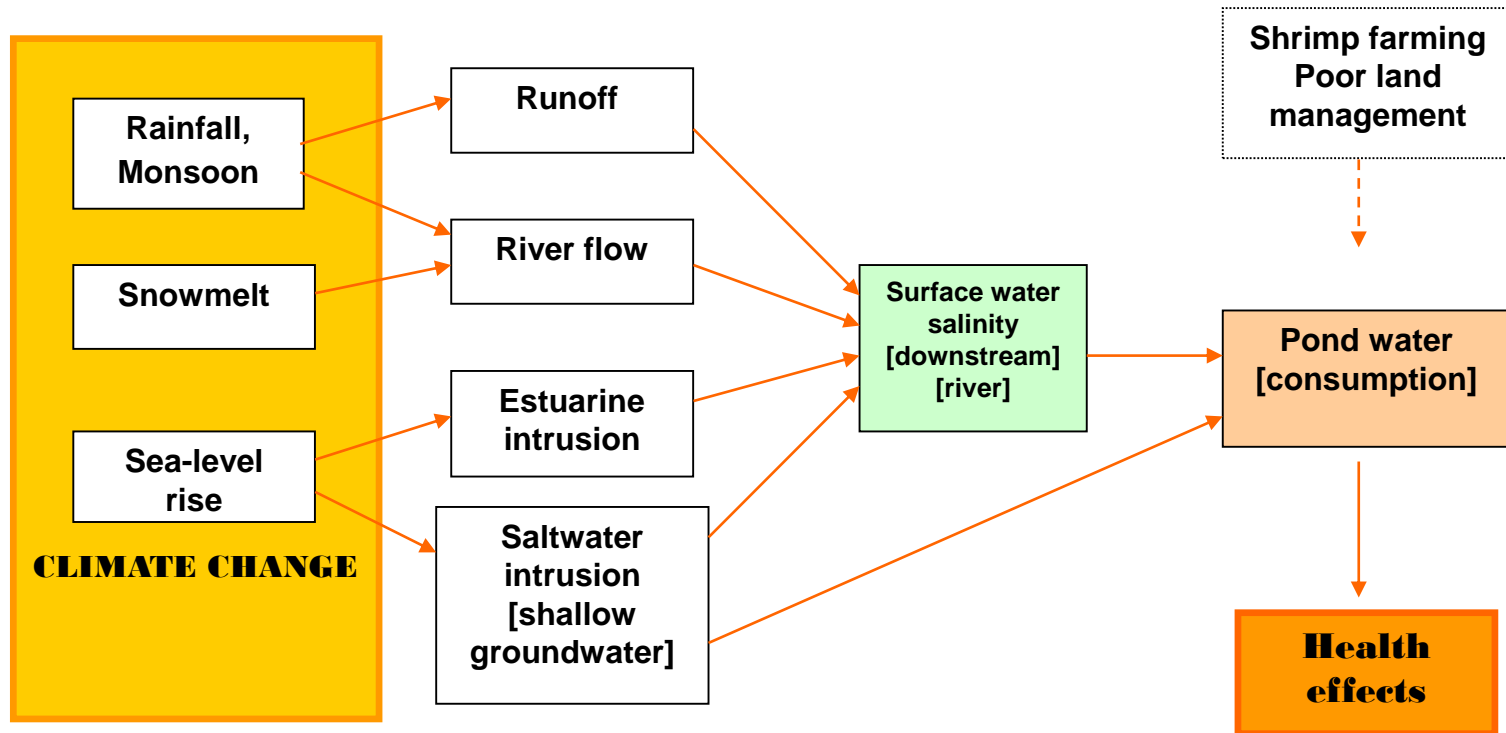 Rainfall,
Monsoon
Snowmelt
Sea-level
rise
CLIMATE CHANGE
Runoff
River flow
Estuarine
intrusion
Saltwater
intrusion
[shallow
groundwater]
Surface water
salinity
[downstream]
[river]
Shrimp farming
Poor land
management
Pond water
[consumption]
Health
effects